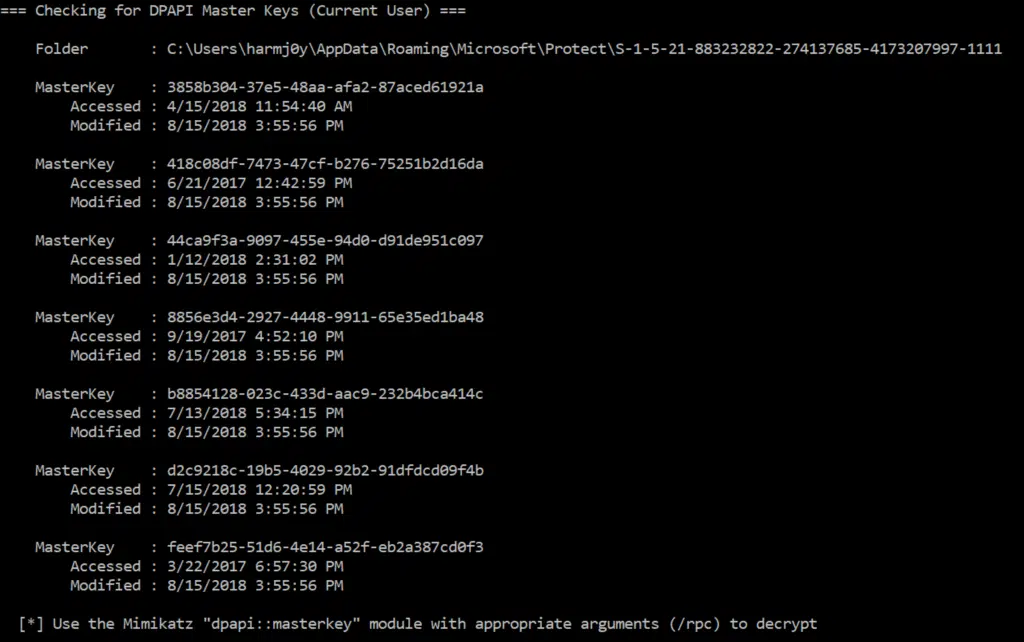 === Checking for DPAPI Master Keys (Current User) ===
Folder : C:\Users\harmj0y\AppData\Roaming\Microsoft\Protect\S-1-5-21-883232822-274137685-4173207997-1111
MasterKey : 3858b304-37e5-48aa-afa2-87aced61921a
Accessed : 4/15/2018 11:54:40 AM
Modified : 8/15/2018 3:55:56 PM
MasterKey : 418c08df-7473-47cf-b276-75251b2d16da
Accessed : 6/21/2017 12:42:59 PM
Modified : 8/15/2018 3:55:56 PM
MasterKey : 44ca9f3a-9097-455e-94d0-d91de951c097
Accessed : 1/12/2018 2:31:02 PM
Modified : 8/15/2018 3:55:56 PM
MasterKey : 8856e3d4-2927-4448-9911-65e35ed1ba48
Accessed : 9/19/2017 4:52:10 PM
Modified : 8/15/2018 3:55:56 PM
MasterKey : b8854128-023c-433d-aac9-232b4bca414c
Accessed : 7/13/2018 5:34:15 PM
Modified : 8/15/2018 3:55:56 PM
MasterKey : d2c9218c-19b5-4029-92b2-91dfdcd09f4b
Accessed : 7/15/2018 12:20:59 PM
Modified : 8/15/2018 3:55:56 PM
MasterKey : feef7b25-51d6-4e14-a52f-eb2a387cd0f3
Accessed : 3/22/2017 6:57:30 PM
Modified : 8/15/2018 3:55:56 PM
[*] Use the Mimikatz "dpapi::masterkey" module with appropriate arguments (/rpc) to decrypt